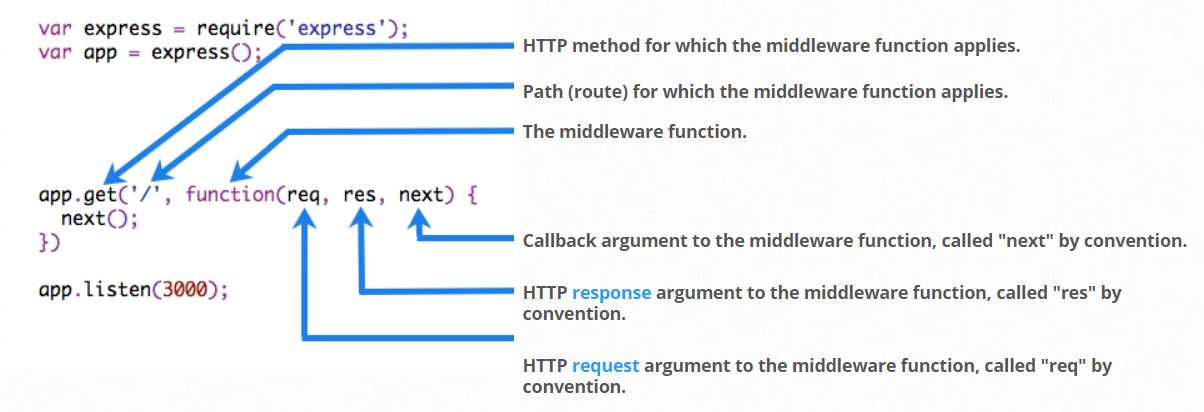 var express = require('express');
var app = express();
HTTP method for which the middleware function applies.
Path (route) for which the middleware function applies.
The middleware function.
app.get('/', function(req, res, next) {
  next();
})
Callback argument to the middleware function, called "next" by convention.
app.listen(3000);
HTTP response argument to the middleware function, called "res" by
convention.
HTTP request argument to the middleware function, called "req" by
convention.